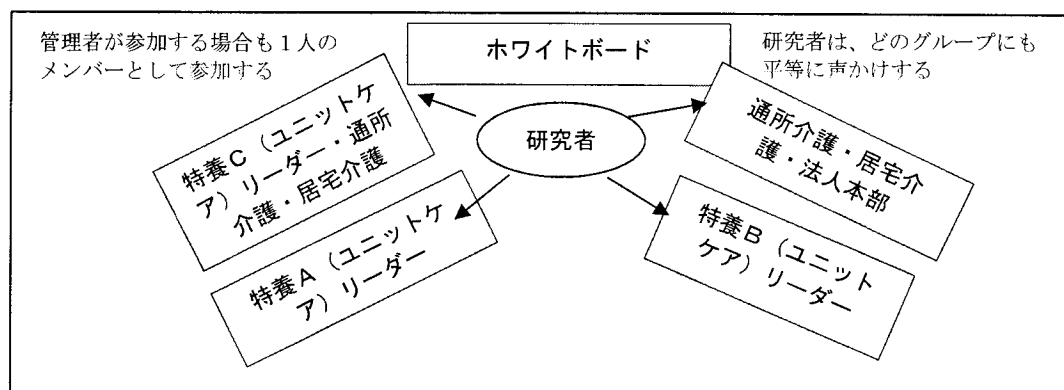 管理者が参加する場合も１人の
メンバーとして参加する
ホワイトボード
研究者は、どのグループにも
平等に声かけする
特養Ｃ（ユニットケ
ア）リーダー・通所
介護・居宅介護
研究者
通所介護・居宅介
護・法人本部
特養Ａ（ユニットケ
ア）リーダー
特養Ｂ（ユニット
ケア）リーダー